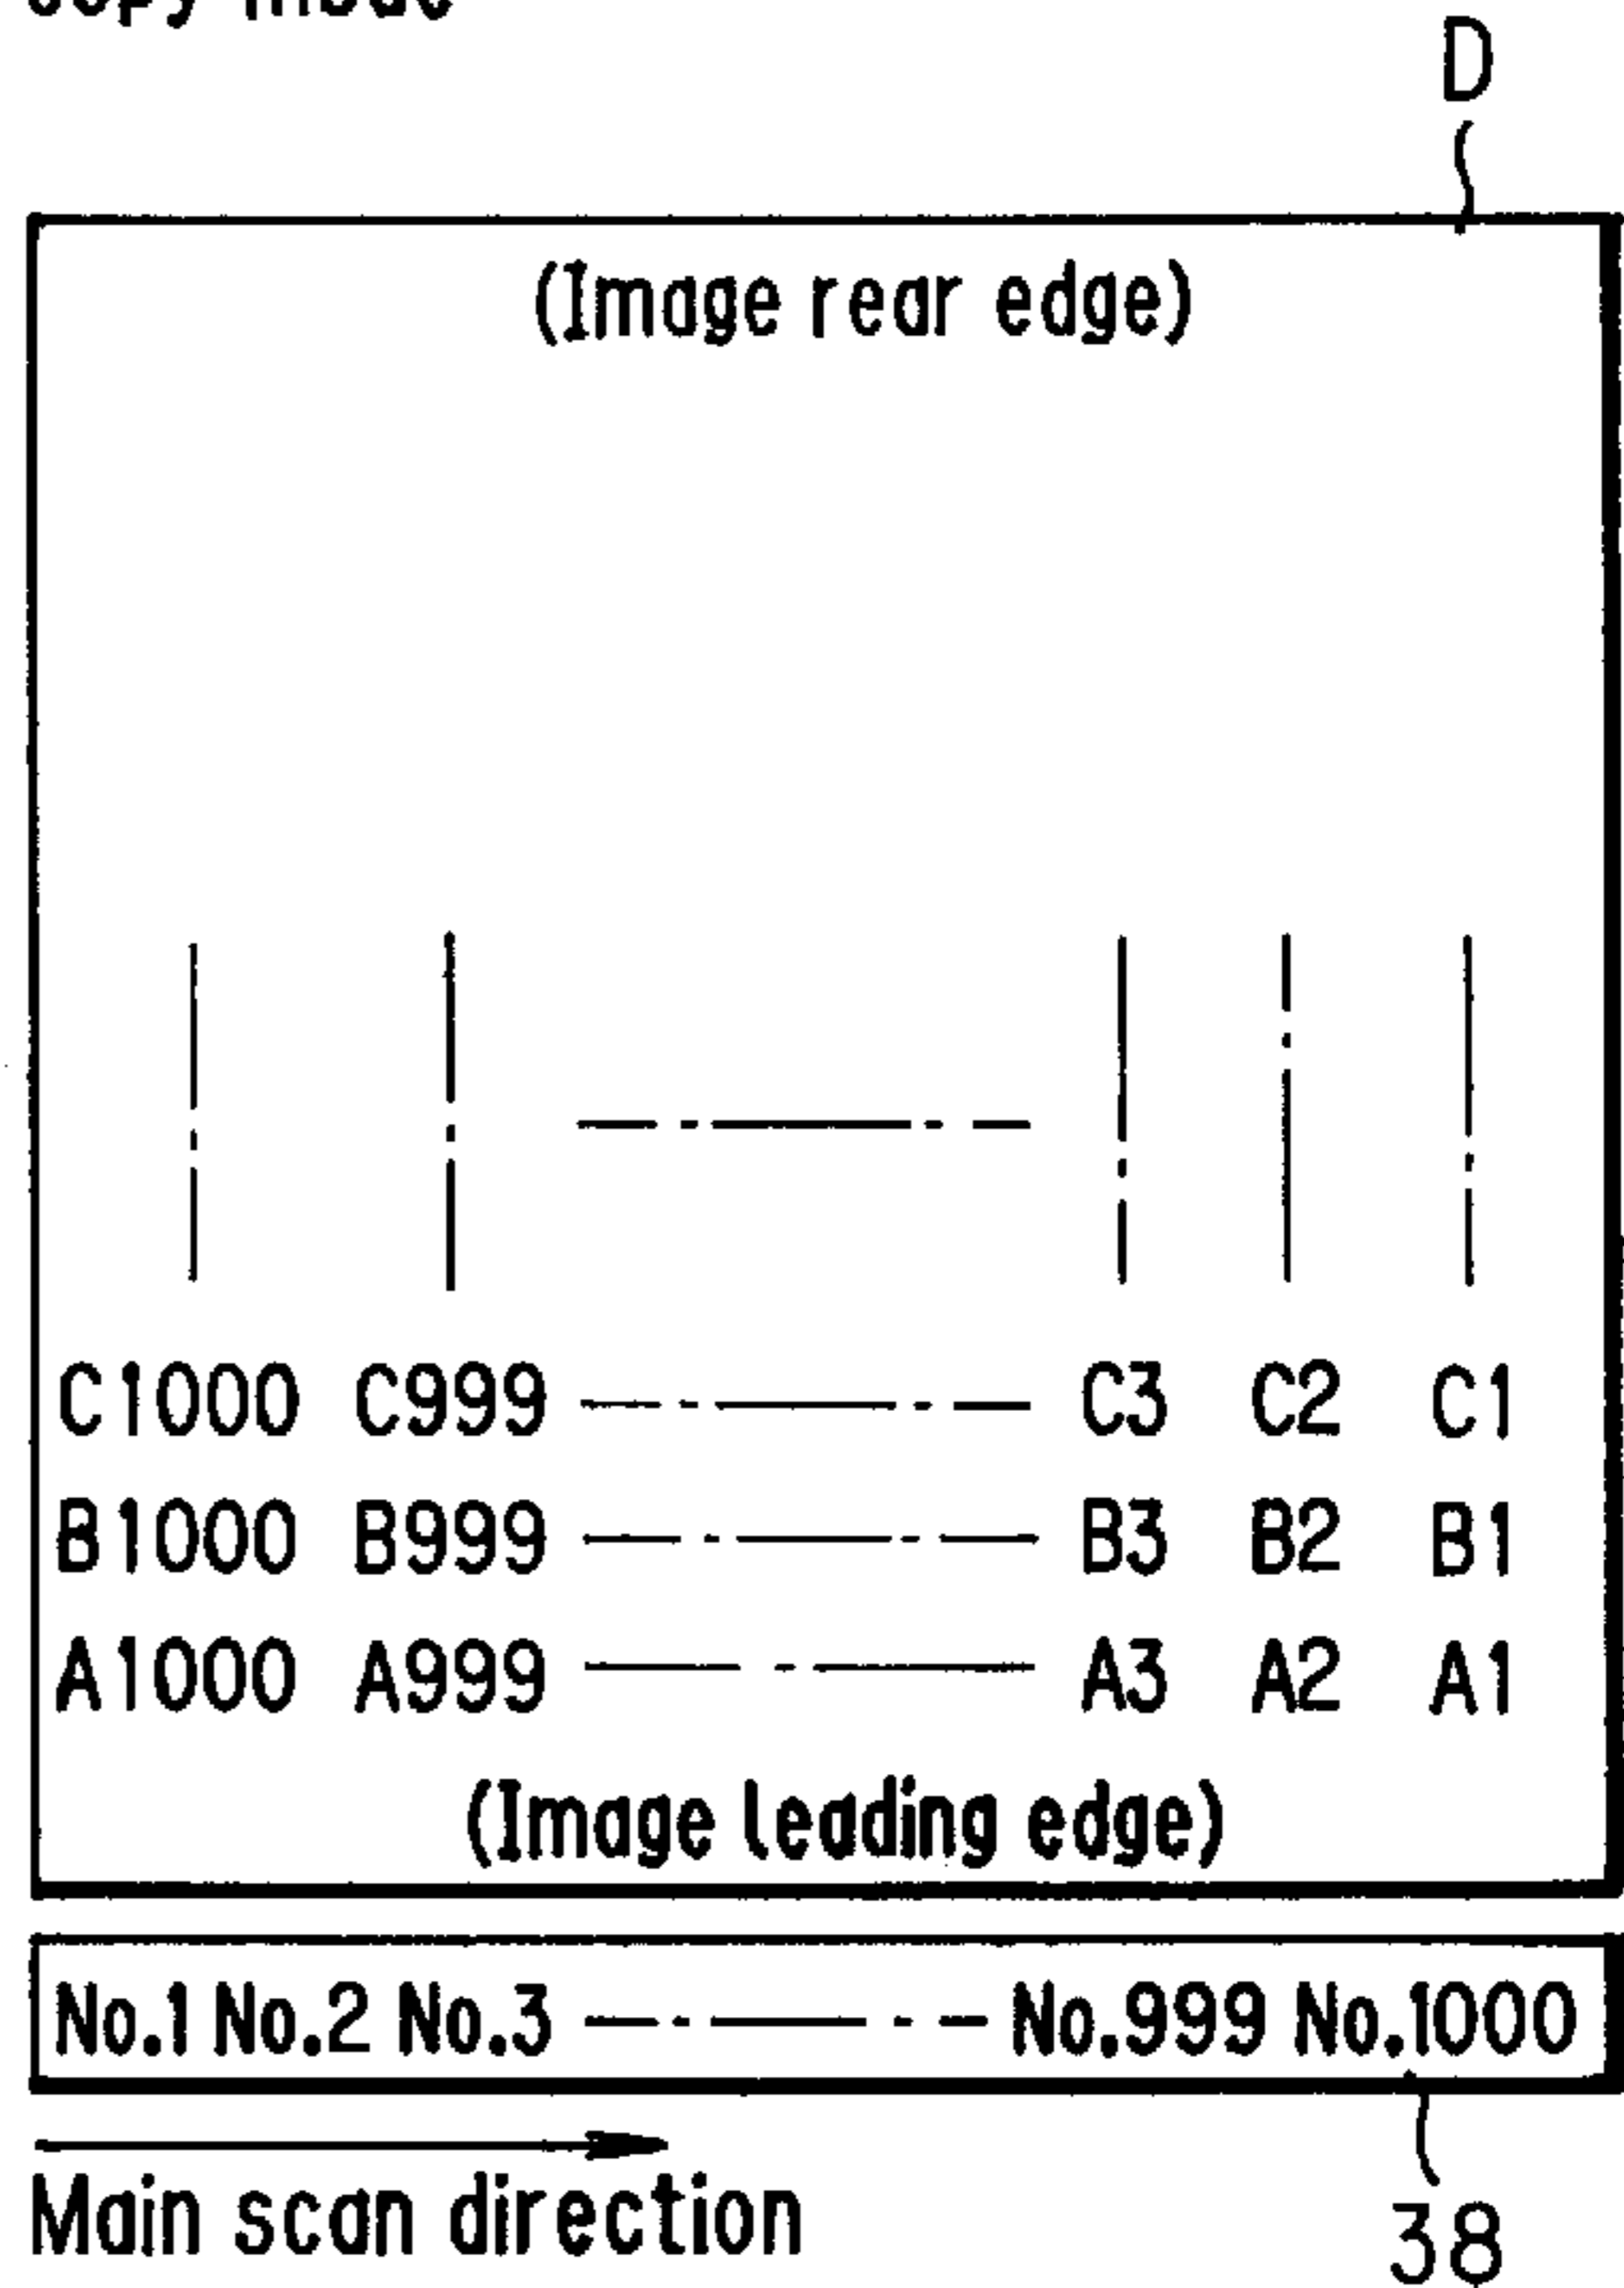 D
(Image rear edge)
C1000 C999 C3 C2 C1
B1000 B999 B3 B2 B1
A1000 A999 A3 A2 A1
(Image leading edge)
No.1 No.2 No.3 No.999 No.1000
Main scan direction
38